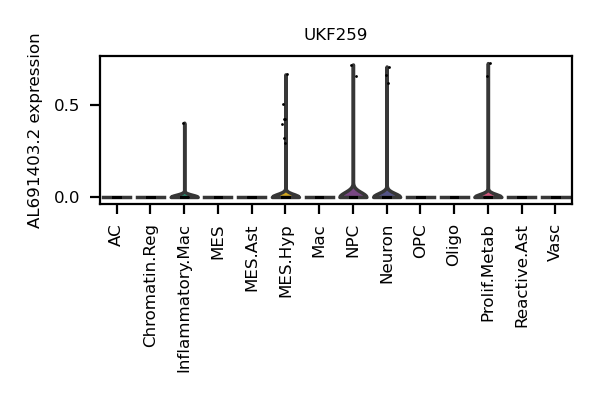 UKF259
AL691403.2 expression
0.5
0.0
AC
Chromatin.Reg
Inflammatory.Mac
MES
MES.Ast
MES.Hyp
Mac
NPC
Neuron
OPC
Oligo
Prolif.Metab
Reactive.Ast
Vasc